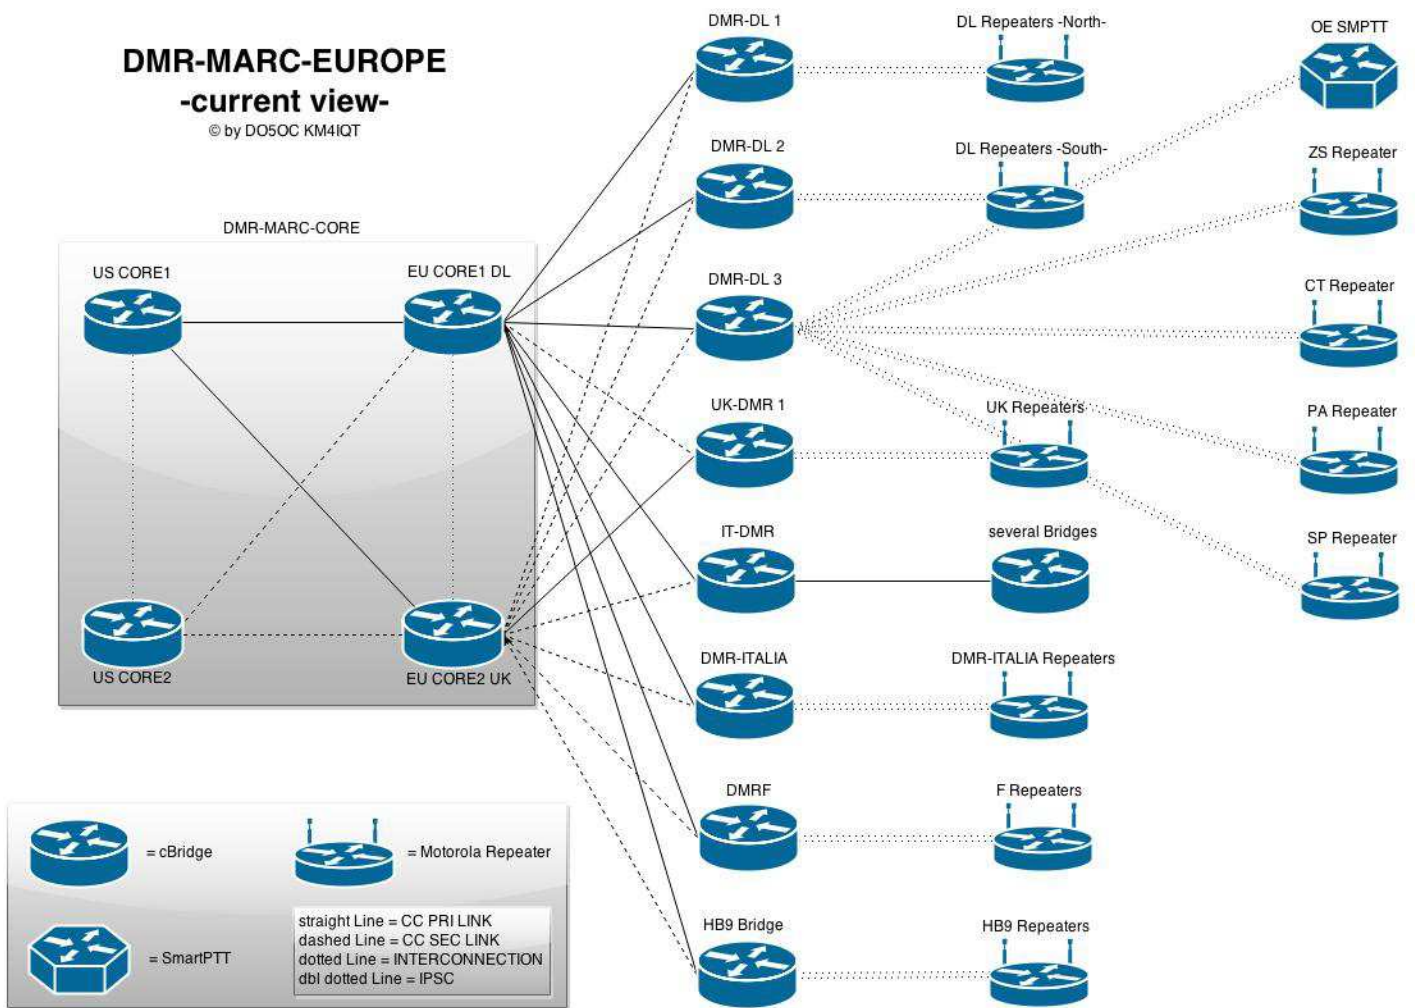 DMR-MARC-EUROPE
-current view-
© by DO5OC KM4IQT
DMR-MARC-CORE
US CORE1
EU CORE1 DL
US CORE2
EU CORE2 UK
DMR-DL 1
DL Repeaters -North-
OE SMPTT
DMR-DL 2
DL Repeaters -South-
ZS Repeater
DMR-DL 3
CT Repeater
UK-DMR 1
UK Repeaters
PA Repeater
IT-DMR
several Bridges
SP Repeater
DMR-ITALIA
DMR-ITALIA Repeaters
DMRF
F Repeaters
HB9 Bridge
HB9 Repeaters
= cBridge
= Motorola Repeater
= SmartPTT
straight Line = CC PRI LINK
dashed Line = CC SEC LINK
dotted Line = INTERCONNECTION
dbl dotted Line = IPSC